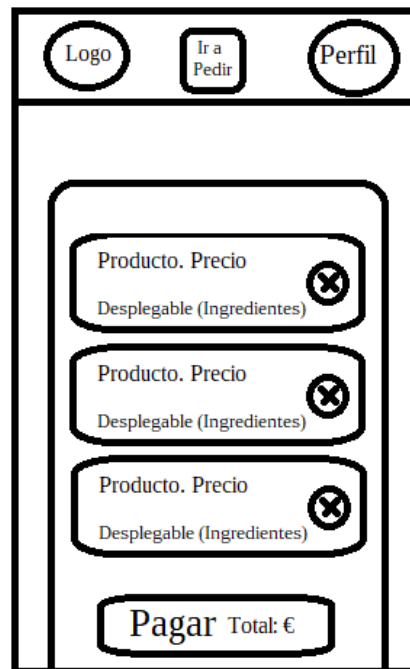 Logo
Ir a
Pedir
Perfil
Producto. Precio
Desplegable (Ingredientes)
Producto. Precio
Desplegable (Ingredientes)
Producto. Precio
Desplegable (Ingredientes)
Pagar Total: €